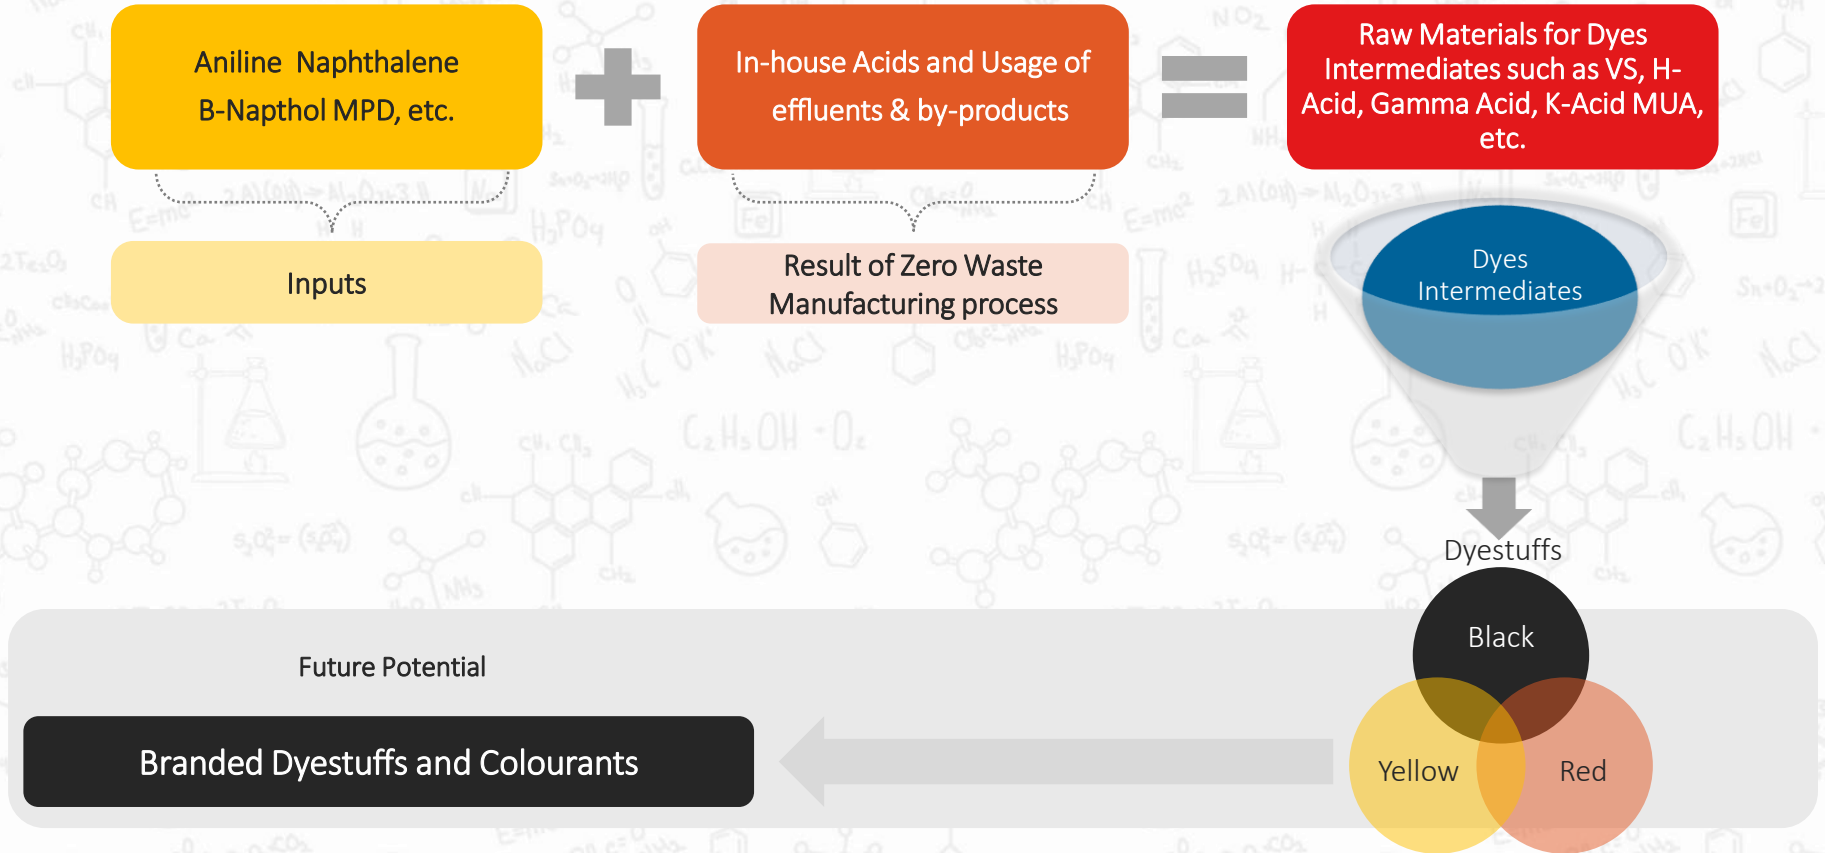 Aniline  Naphthalene
B-Napthol MPD, etc.
In-house Acids and Usage of
effluents & by-products
Raw Materials for Dyes
Intermediates such as VS, H-
Acid, Gamma Acid, K-Acid MUA,
etc.
Inputs
Result of Zero Waste
Manufacturing process
Dyes
Intermediates
Dyestuffs
Black
Yellow
Red
Future Potential
Branded Dyestuffs and Colourants